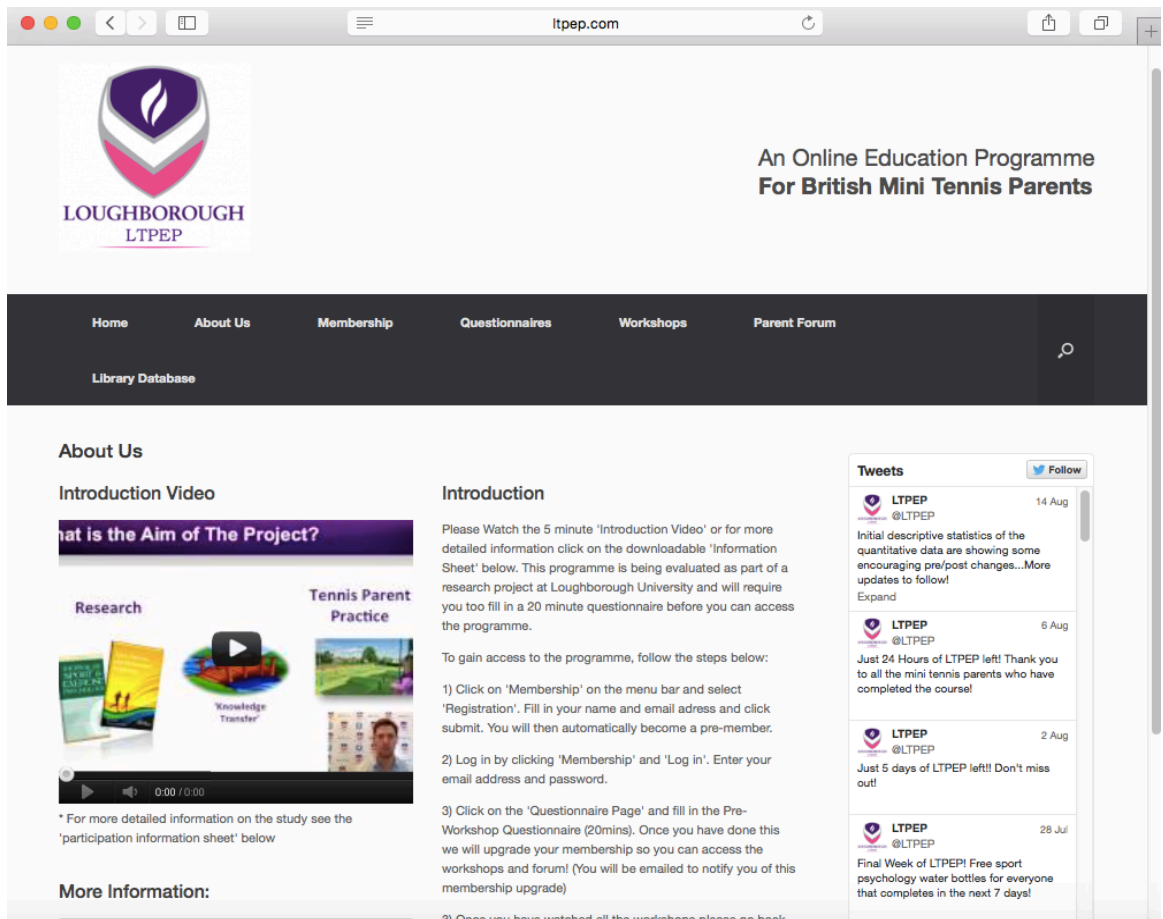 ltpep.com
LOUGHBOROUGH
LTPEP
An Online Education Programme
For British Mini Tennis Parents
Home About Us Membership Questionnaires Workshops Parent Forum
Library Database
About Us
Introduction Video
hat is the Aim of The Project?
Research
Tennis Parent
Practice
'Knowledge
Transfer'
0:00 / 0:00
* For more detailed information on the study see the
'participation information sheet' below
More Information:
Introduction
Please Watch the 5 minute 'Introduction Video' or for more
detailed information click on the downloadable 'Information
Sheet' below. This programme is being evaluated as part of a
research project at Loughborough University and will require
you too fill in a 20 minute questionnaire before you can access
the programme.
To gain access to the programme, follow the steps below:
1) Click on 'Membership' on the menu bar and select
'Registration'. Fill in your name and email adress and click
submit. You will then automatically become a pre-member.
2) Log in by clicking 'Membership' and 'Log in'. Enter your
email address and password.
3) Click on the 'Questionnaire Page' and fill in the Pre-
Workshop Questionnaire (20mins). Once you have done this
we will upgrade your membership so you can access the
workshops and forum! (You will be emailed to notify you of this
membership upgrade)
3) Once you have watched all the workshops please go back
Tweets
Follow
LTPEP 14 Aug
@LTPEP
Initial descriptive statistics of the
quantitative data are showing some
encouraging pre/post changes...More
updates to follow!
Expand
LTPEP 6 Aug
@LTPEP
Just 24 Hours of LTPEP left! Thank you
to all the mini tennis parents who have
completed the course!
LTPEP 2 Aug
@LTPEP
Just 5 days of LTPEP left!! Don't miss
out!
LTPEP 28 Jul
@LTPEP
Final Week of LTPEP! Free sport
psychology water bottles for everyone
that completes in the next 7 days!